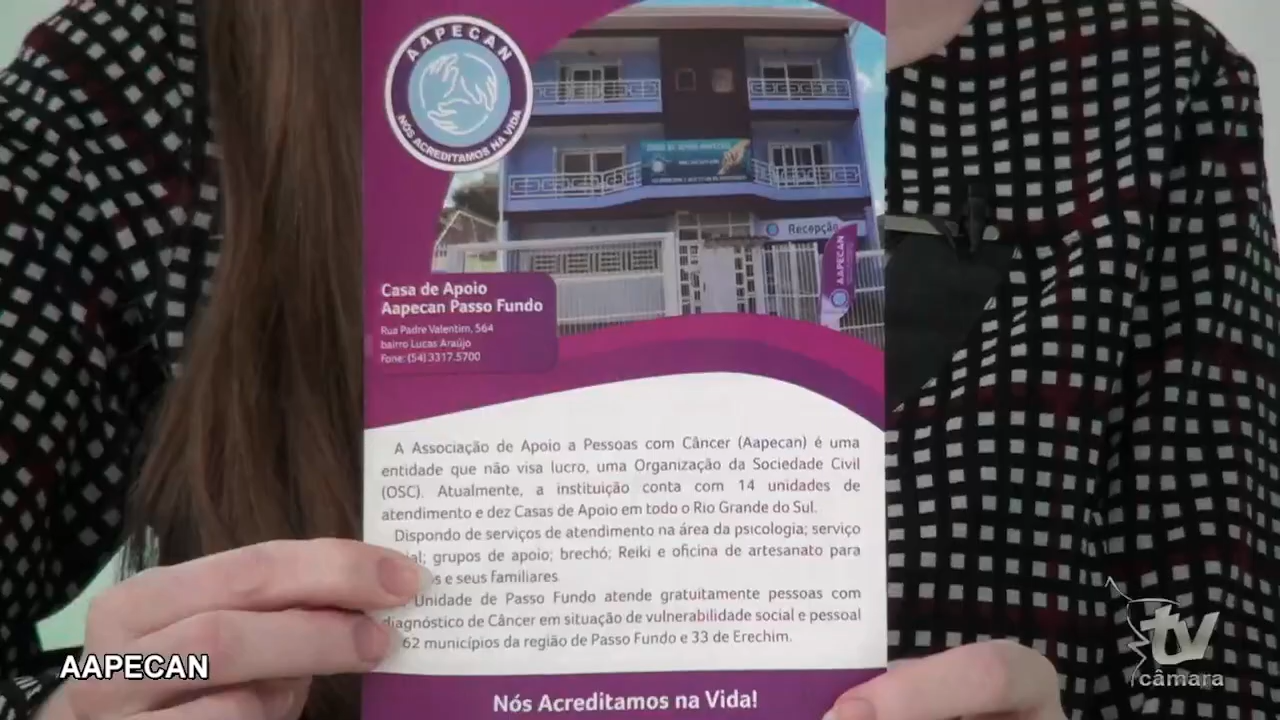 AAPECAN
NÓS ACREDITAMOS NA VIDA
Recepção
AAPECAN
Casa de Apoio
Aapecan Passo Fundo
Rua Padre Valentim, 564
bairro Lucas Araújo
Fone: (54) 3317.5700
A Associação de Apoio a Pessoas com Câncer (Aapecan) é uma
entidade que não visa lucro, uma Organização da Sociedade Civil
(OSC). Atualmente, a instituição conta com 14 unidades de
atendimento e dez Casas de Apoio em todo o Rio Grande do Sul.
Dispondo de serviços de atendimento na área da psicologia; serviço
grupos de apoio; brechó; Reiki e oficina de artesanato para
e seus familiares
Unidade de Passo Fundo atende gratuitamente pessoas com
diagnóstico de Câncer em situação de vulnerabilidade social e pessoal
62 municípios da região de Passo Fundo e 33 de Erechim.
Nós Acreditamos na Vida!
AAPECAN
tv
câmara